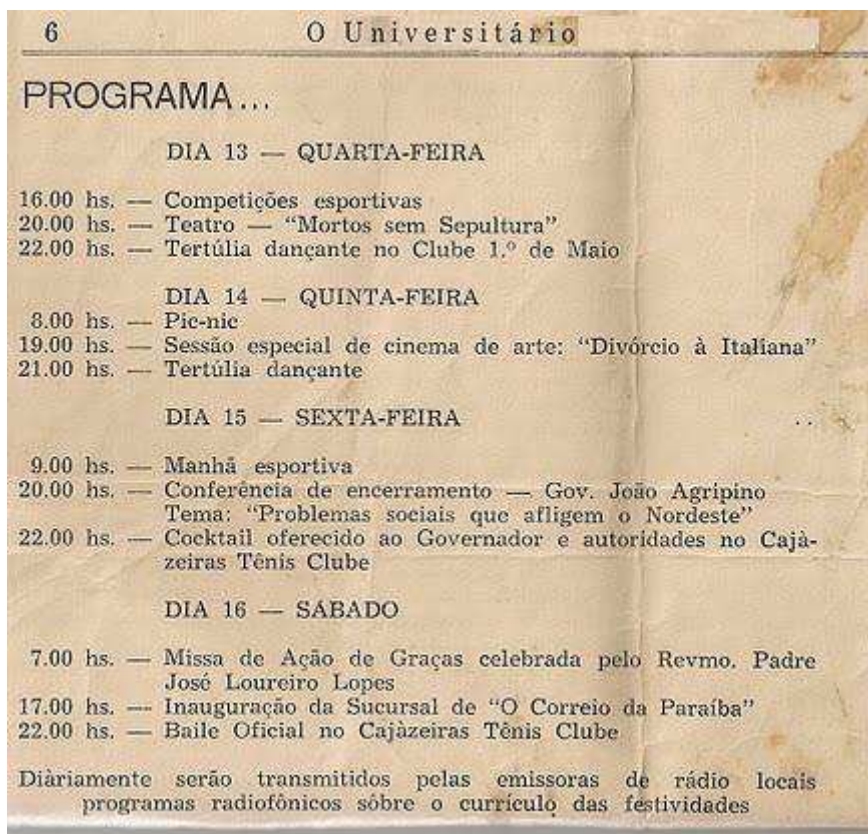 6 O Universitário
PROGRAMA...
DIA 13 — QUARTA-FEIRA
16.00 hs. — Competições esportivas
20.00 hs. — Teatro — “Mortos sem Sepultura”
22.00 hs. — Tertúlia dançante no Clube 1.º de Maio
DIA 14 — QUINTA-FEIRA
8.00 hs. — Pic-nic
19.00 hs. — Sessão especial de cinema de arte: “Divórcio à Italiana”
21.00 hs. — Tertúlia dançante
DIA 15 — SEXTA-FEIRA
9.00 hs. — Manhã esportiva
20.00 hs. — Conferência de encerramento — Gov. João Agripino
Tema: “Problemas sociais que afligem o Nordeste”
22.00 hs. — Cocktail oferecido ao Governador e autoridades no Cajà-
zeiras Tênis Clube
DIA 16 — SÁBADO
7.00 hs. — Missa de Ação de Graças celebrada pelo Revmo. Padre
José Loureiro Lopes
17.00 hs. — Inauguração da Sucursal de “O Correio da Paraíba”
22.00 hs. — Baile Oficial no Cajàzeiras Tênis Clube
Diàriamente serão transmitidos pelas emissoras de rádio locais
programas radiofônicos sôbre o currículo das festividades